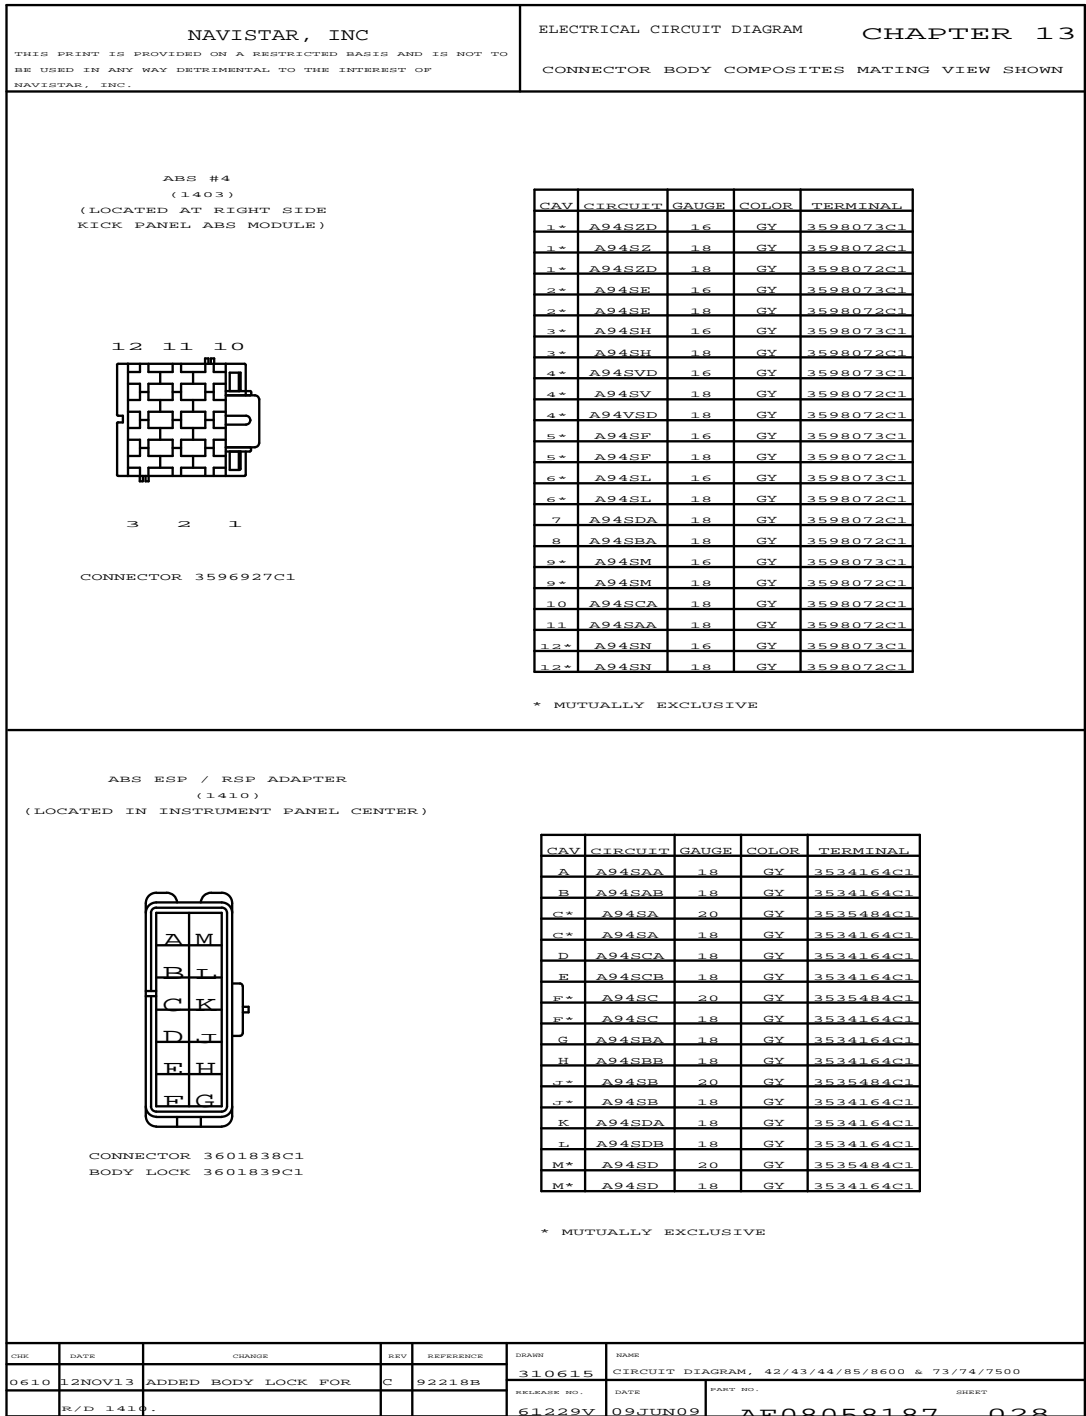 NAVISTAR, INC
THIS PRINT IS PROVIDED ON A RESTRICTED BASIS AND IS NOT TO
BE USED IN ANY WAY DETRIMENTAL TO THE INTEREST OF
NAVISTAR, INC.
ELECTRICAL CIRCUIT DIAGRAM CHAPTER 13
CONNECTOR BODY COMPOSITES MATING VIEW SHOWN
ABS #4
(1403)
(LOCATED AT RIGHT SIDE
KICK PANEL ABS MODULE)
12 11 10
3 2 1
CONNECTOR 3596927C1
CAV CIRCUIT GAUGE COLOR TERMINAL
1* A94SZD 16 GY 3598073C1
1* A94SZ 18 GY 3598072C1
1* A94SZD 18 GY 3598072C1
2* A94SE 16 GY 3598073C1
2* A94SE 18 GY 3598072C1
3* A94SH 16 GY 3598073C1
3* A94SH 18 GY 3598072C1
4* A94SVD 16 GY 3598073C1
4* A94SV 18 GY 3598072C1
4* A94VSD 18 GY 3598072C1
5* A94SF 16 GY 3598073C1
5* A94SF 18 GY 3598072C1
6* A94SL 16 GY 3598073C1
6* A94SL 18 GY 3598072C1
7 A94SDA 18 GY 3598072C1
8 A94SBA 18 GY 3598072C1
9* A94SM 16 GY 3598073C1
9* A94SM 18 GY 3598072C1
10 A94SCA 18 GY 3598072C1
11 A94SAA 18 GY 3598072C1
12* A94SN 16 GY 3598073C1
12* A94SN 18 GY 3598072C1
* MUTUALLY EXCLUSIVE
ABS ESP / RSP ADAPTER
(1410)
(LOCATED IN INSTRUMENT PANEL CENTER)
A M
B L
C K
D J
E H
F G
CONNECTOR 3601838C1
BODY LOCK 3601839C1
CAV CIRCUIT GAUGE COLOR TERMINAL
A A94SAA 18 GY 3534164C1
B A94SAB 18 GY 3534164C1
C* A94SA 20 GY 3535484C1
C* A94SA 18 GY 3534164C1
D A94SCA 18 GY 3534164C1
E A94SCB 18 GY 3534164C1
F* A94SC 20 GY 3535484C1
F* A94SC 18 GY 3534164C1
G A94SBA 18 GY 3534164C1
H A94SBB 18 GY 3534164C1
J* A94SB 20 GY 3535484C1
J* A94SB 18 GY 3534164C1
K A94SDA 18 GY 3534164C1
L A94SDB 18 GY 3534164C1
M* A94SD 20 GY 3535484C1
M* A94SD 18 GY 3534164C1
* MUTUALLY EXCLUSIVE
CHK DATE CHANGE REV REFERENCE
0610 12NOV13 ADDED BODY LOCK FOR C 92218B
R/D 1410.
DRAWN NAME
310615 CIRCUIT DIAGRAM, 42/43/44/85/8600 & 73/74/7500
RELEASE NO. DATE PART NO. SHEET
61229V 09JUN09 AF08058187 028